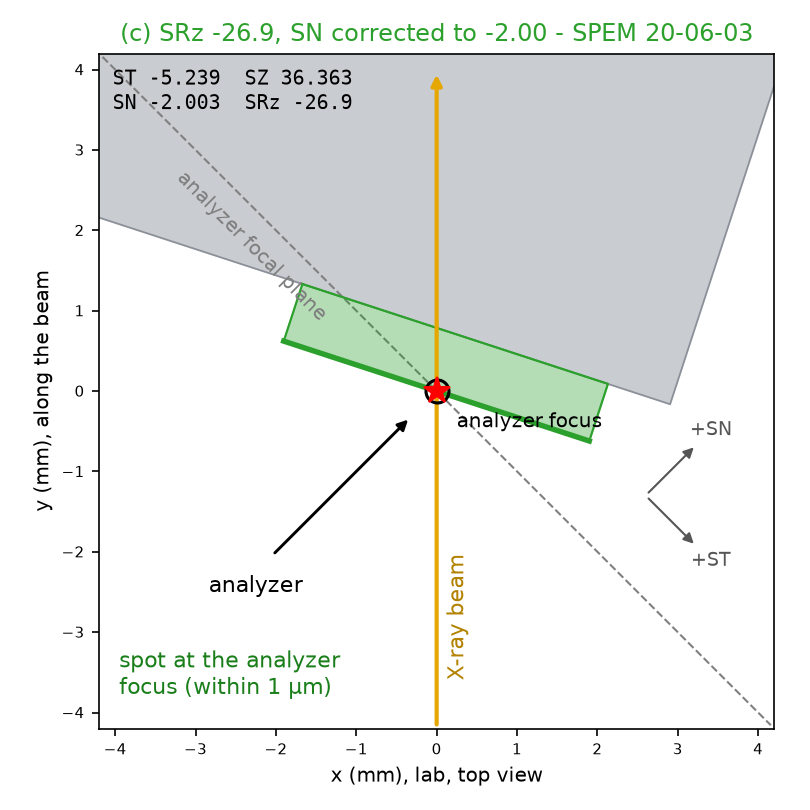 (c) SRz -26.9, SN corrected to -2.00 - SPEM 20-06-03
ST -5.239  SZ 36.363
SN -2.003  SRz -26.9
analyzer focal plane
analyzer focus
+SN
+ST
analyzer
X-ray beam
spot at the analyzer
focus (within 1 μm)
y (mm), along the beam
4
3
2
1
0
−1
−2
−3
−4
−4 −3 −2 −1 0 1 2 3 4
x (mm), lab, top view